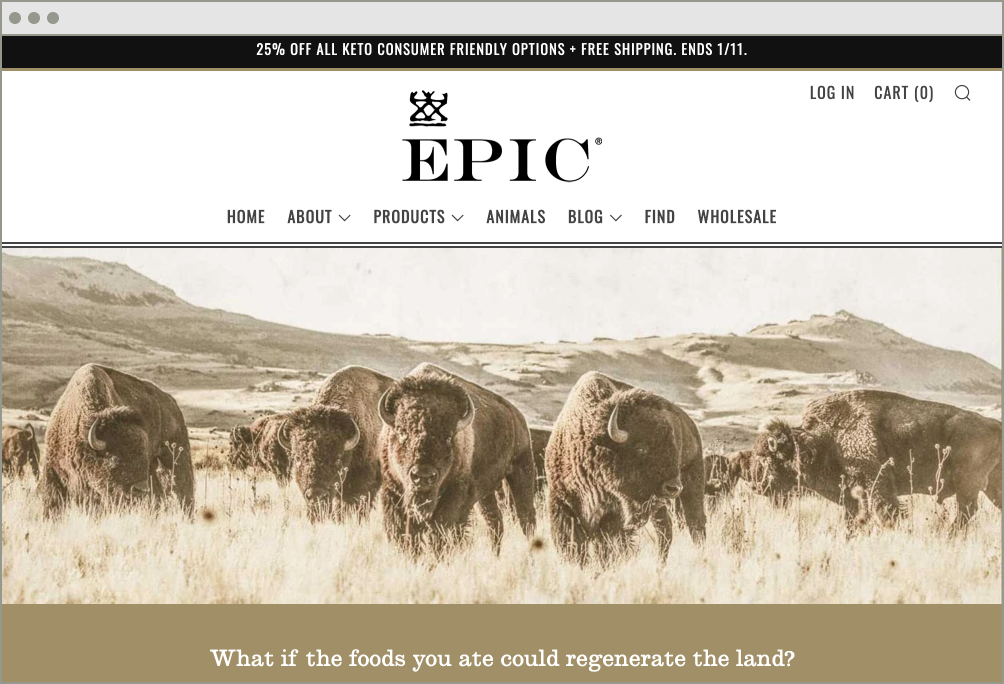 25% OFF ALL KETO CONSUMER FRIENDLY OPTIONS + FREE SHIPPING. ENDS 1/11.
LOG IN CART (0)
EPIC®
HOME ABOUT PRODUCTS ANIMALS BLOG FIND WHOLESALE
What if the foods you ate could regenerate the land?